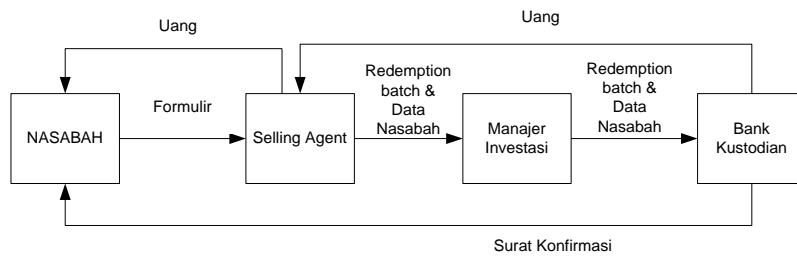 Uang
Uang
Formulir
Redemption
batch &
Data
Nasabah
Redemption
batch &
Data
Nasabah
NASABAH
Selling Agent
Manajer
Investasi
Bank
Kustodian
Surat Konfirmasi